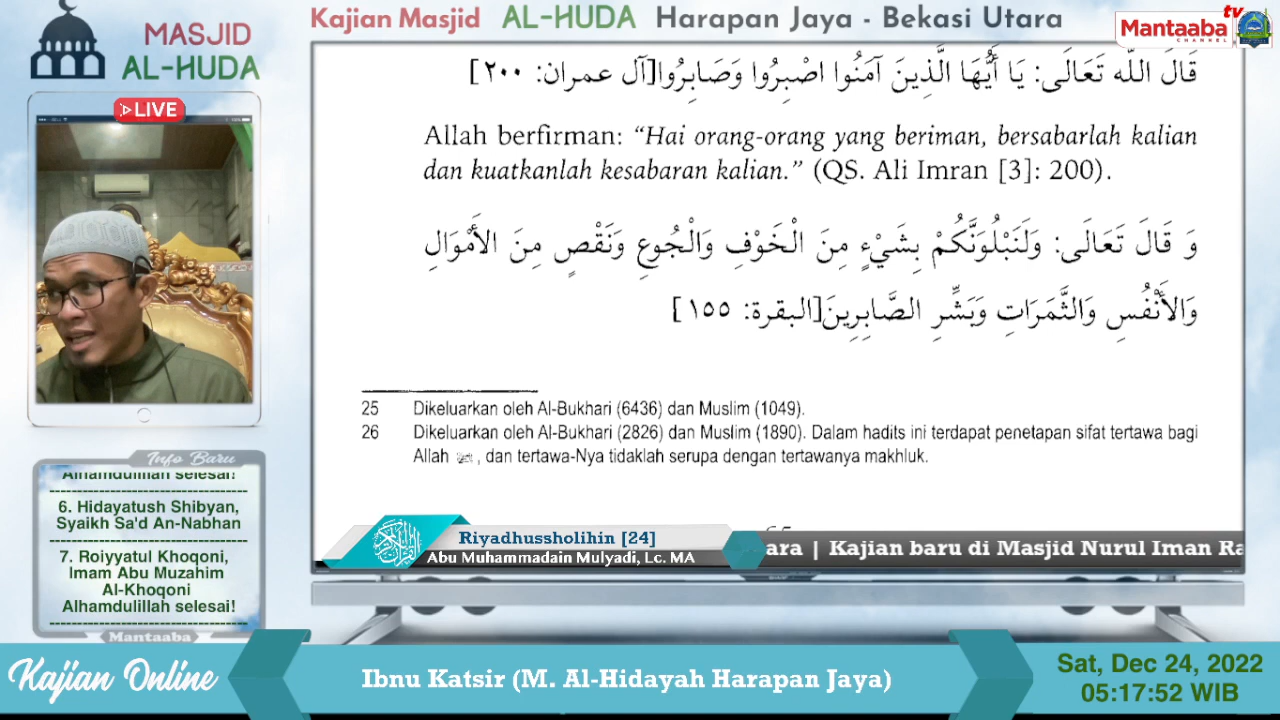 MASJID
AL-HUDA
Kajian Masjid AL-HUDA Harapan Jaya - Bekasi Utara
Mantaaba tv
CHANNEL
LIVE
قَالَ اللَّه تَعَالَى: يَا أَيُّهَا الَّذِينَ آمَنُوا اصْبِرُوا وَصَابِرُوا[آل عمران: ٢٠٠]
Allah berfirman: “Hai orang-orang yang beriman, bersabarlah kalian
dan kuatkanlah kesabaran kalian.” (QS. Ali Imran [3]: 200).
وَ قَالَ تَعَالَى: وَلَنَبْلُوَنَّكُمْ بِشَيْءٍ مِنَ الْخَوْفِ وَالْجُوعِ وَنَقْصٍ مِنَ الأَمْوَالِ
وَالأَنْفُسِ وَالثَّمَرَاتِ وَبَشِّرِ الصَّابِرِينَ[البقرة: ١٥٥]
25 Dikeluarkan oleh Al-Bukhari (6436) dan Muslim (1049).
26 Dikeluarkan oleh Al-Bukhari (2826) dan Muslim (1890). Dalam hadits ini terdapat penetapan sifat tertawa bagi
Allah , dan tertawa-Nya tidaklah serupa dengan tertawanya makhluk.
Info Baru
Alhamdulillah selesai!
6. Hidayatush Shibyan,
Syaikh Sa'd An-Nabhan
7. Roiyyatul Khoqoni,
Imam Abu Muzahim
Al-Khoqoni
Alhamdulillah selesai!
Mantaaba
Riyadhussholihin [24]
Abu Muhammadain Mulyadi, Lc. MA
ara | Kajian baru di Masjid Nurul Iman Ra
Kajian Online
Ibnu Katsir (M. Al-Hidayah Harapan Jaya)
Sat, Dec 24, 2022
05:17:52 WIB